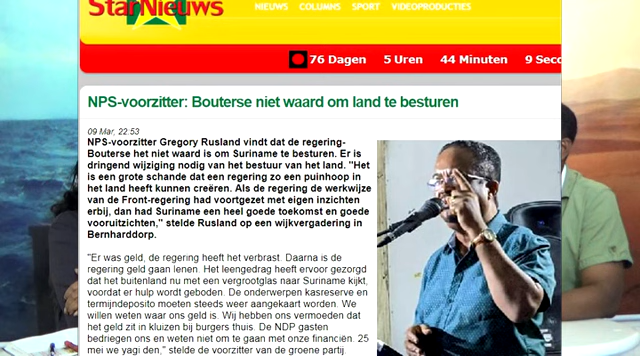 StarNieuws
NIEUWS COLUMNS SPORT VIDEOPRODUCTIES
76 Dagen 5 Uren 44 Minuten 9 Seco
NPS-voorzitter: Bouterse niet waard om land te besturen
09 Mar, 22:53
NPS-voorzitter Gregory Rusland vindt dat de regering-
Bouterse het niet waard is om Suriname te besturen. Er is
dringend wijziging nodig van het bestuur van het land. "Het
is een grote schande dat een regering zo een puinhoop in
het land heeft kunnen creëren. Als de regering de werkwijze
van de Front-regering had voortgezet met eigen inzichten
erbij, dan had Suriname een heel goede toekomst en goede
vooruitzichten," stelde Rusland op een wijkvergadering in
Bernharddorp.
"Er was geld, de regering heeft het verbrast. Daarna is de
regering geld gaan lenen. Het leengedrag heeft ervoor gezorgd
dat het buitenland nu met een vergrootglas naar Suriname kijkt,
voordat er hulp wordt geboden. De onderwerpen kasreserve en
termijndeposito moeten steeds weer aangekaart worden. We
willen weten waar ons geld is. Wij hebben ons vermoeden dat
het geld zit in kluizen bij burgers thuis. De NDP gasten
bedriegen ons en weten niet om te gaan met onze financiën. 25
mei we yagi den," stelde de voorzitter van de groene partij.